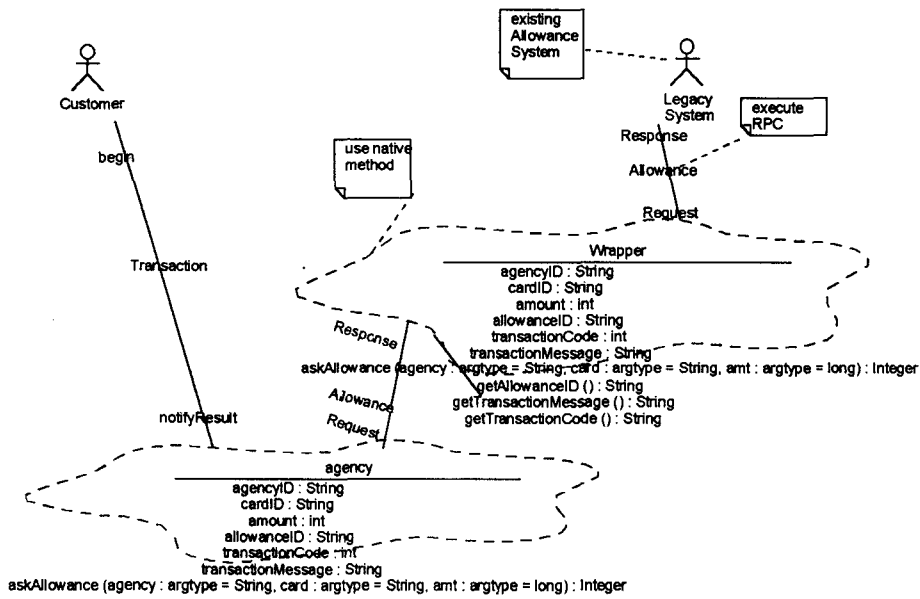 existing
Allowance
System
Customer
Legacy
System
execute
RPC
Response
begin
use native
method
Allowance
Request
Wrapper
Transaction
agencyID : String
cardID : String
amount : int
allowanceID : String
transactionCode : int
transactionMessage : String
askAllowance (agency : argtype = String, card : argtype = String, amt : argtype = long) : Integer
getAllowanceID () : String
getTransactionMessage () : String
getTransactionCode () : String
Response
Allowance
Request
notifyResult
agency
agencyID : String
cardID : String
amount : int
allowanceID : String
transactionCode : int
transactionMessage : String
askAllowance (agency : argtype = String, card : argtype = String, amt : argtype = long) : Integer